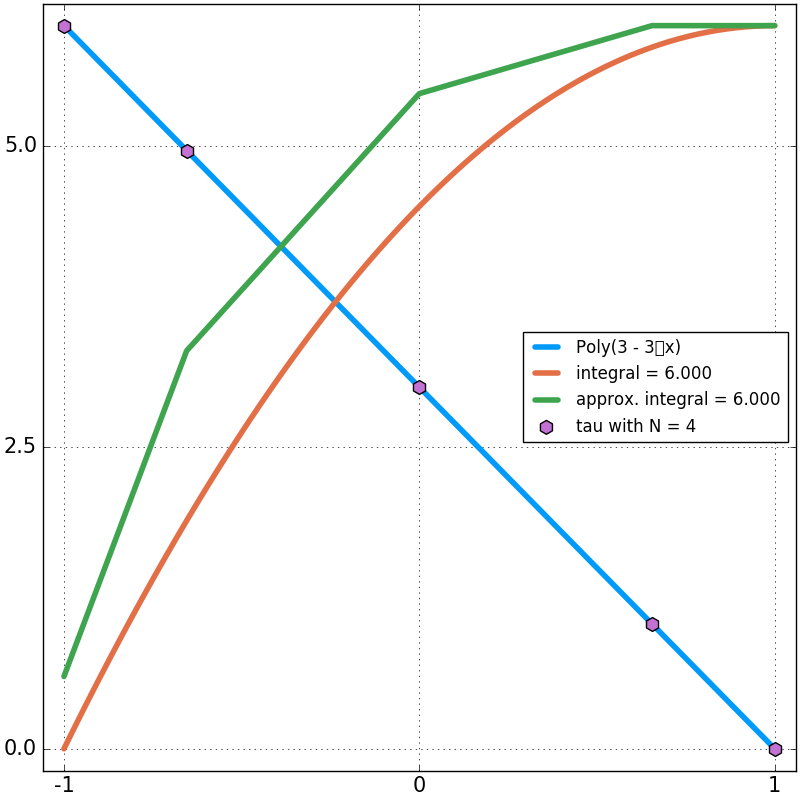 5.0
2.5
0.0
-1
0
1
Poly(3 - 3▯x)
integral = 6.000
approx. integral = 6.000
tau with N = 4